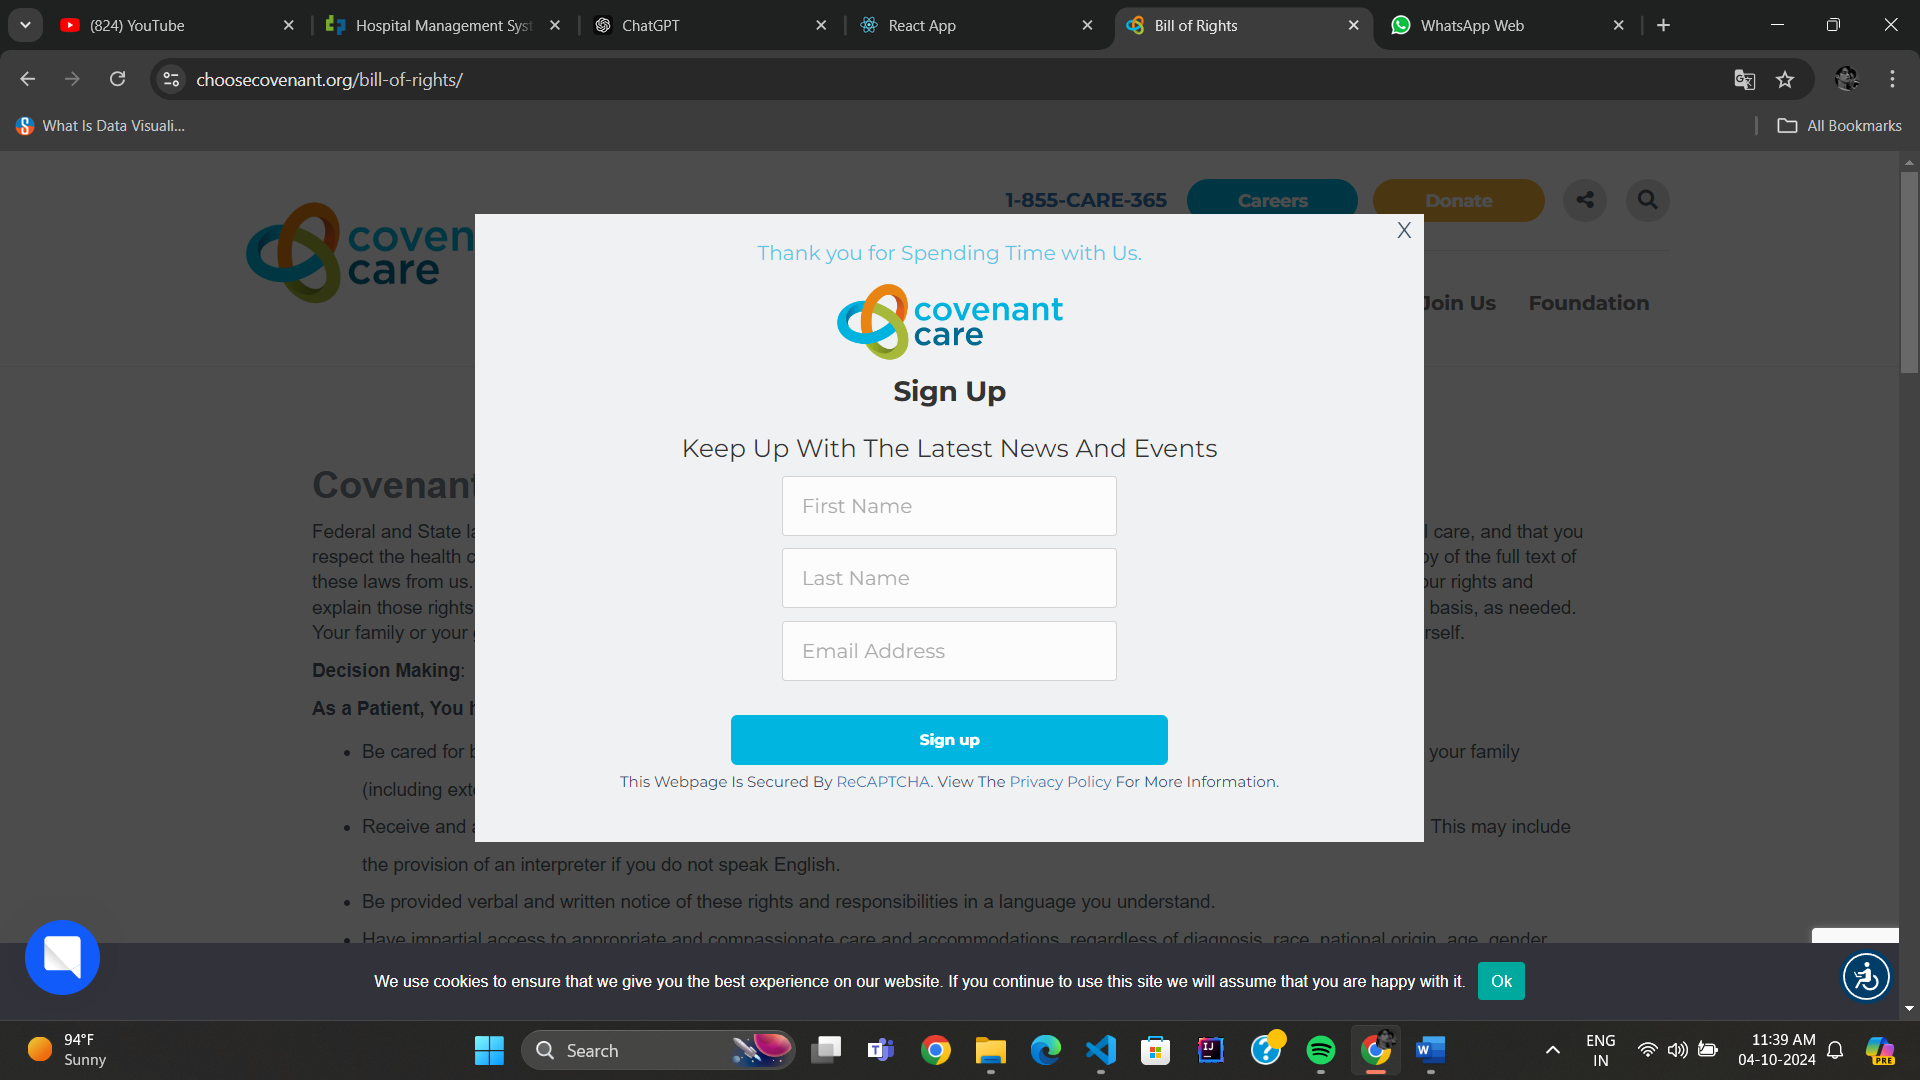 (824) YouTube
Hospital Management Syst
ChatGPT
React App
Bill of Rights
WhatsApp Web
choosecovenant.org/bill-of-rights/
What Is Data Visuali...
All Bookmarks
1-855-CARE-365
Careers
Donate
coven
care
Join Us
Foundation
X
Thank you for Spending Time with Us.
covenant
care
Sign Up
Keep Up With The Latest News And Events
First Name
Last Name
Email Address
Sign up
This Webpage Is Secured By ReCAPTCHA. View The Privacy Policy For More Information.
Covenant
Federal and State la
l care, and that you
respect the health c
by of the full text of
these laws from us.
our rights and
explain those rights
basis, as needed.
Your family or your
rself.
Decision Making:
As a Patient, You h
Be cared for b
your family
(including exte
Receive and a
This may include
the provision of an interpreter if you do not speak English.
Be provided verbal and written notice of these rights and responsibilities in a language you understand.
Have impartial access to appropriate and compassionate care and accommodations, regardless of diagnosis, race, national origin, age, gender
We use cookies to ensure that we give you the best experience on our website. If you continue to use this site we will assume that you are happy with it.
Ok
94°F
Sunny
Search
ENG
IN
11:39 AM
04-10-2024
PRE